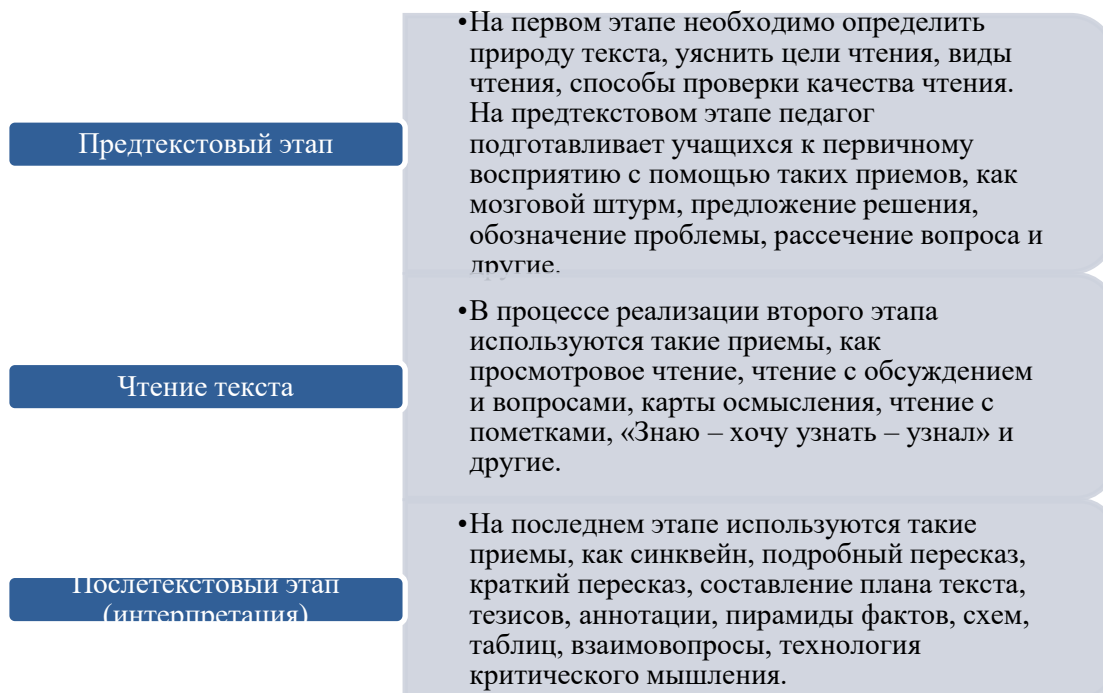 Предтекстовый этап
•На первом этапе необходимо определить
природу текста, уяснить цели чтения, виды
чтения, способы проверки качества чтения.
На предтекстовом этапе педагог
подготавливает учащихся к первичному
восприятию с помощью таких приемов, как
мозговой штурм, предложение решения,
обозначение проблемы, рассечение вопроса и
другие.
Чтение текста
•В процессе реализации второго этапа
используются такие приемы, как
просмотровое чтение, чтение с обсуждением
и вопросами, карты осмысления, чтение с
пометками, «Знаю – хочу узнать – узнал» и
другие.
Послетекстовый этап
(интерпретация)
•На последнем этапе используются такие
приемы, как синквейн, подробный пересказ,
краткий пересказ, составление плана текста,
тезисов, аннотации, пирамиды фактов, схем,
таблиц, взаимовопросы, технология
критического мышления.